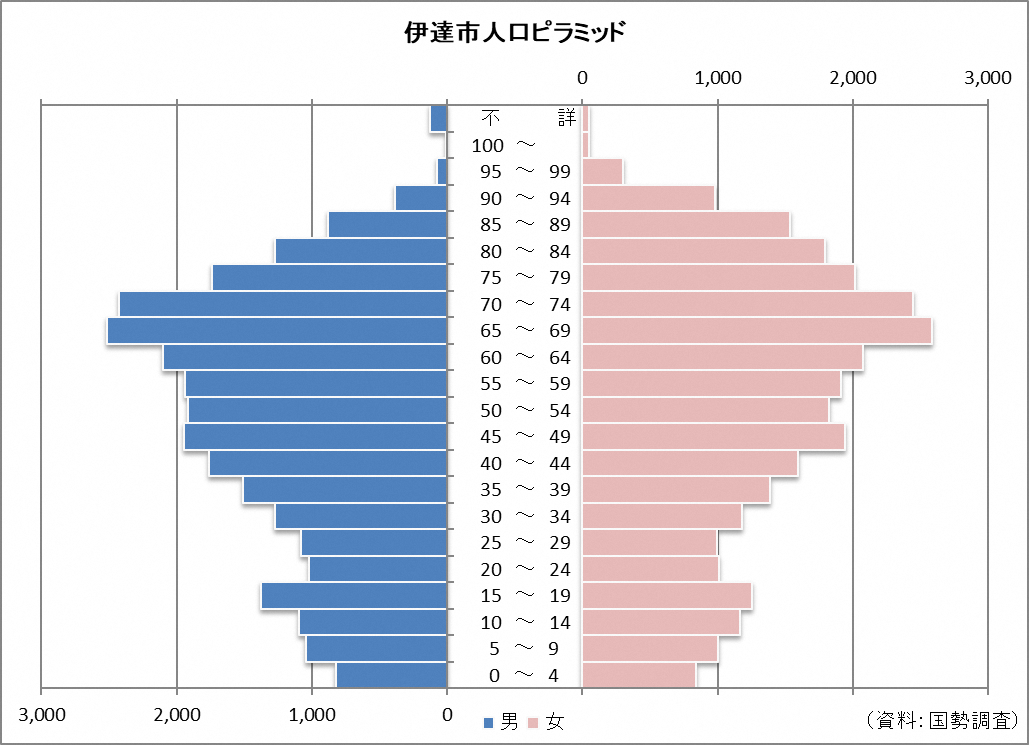 伊達市人口ピラミッド
0 1,000 2,000 3,000
不 詳
100 ～
95 ～ 99
90 ～ 94
85 ～ 89
80 ～ 84
75 ～ 79
70 ～ 74
65 ～ 69
60 ～ 64
55 ～ 59
50 ～ 54
45 ～ 49
40 ～ 44
35 ～ 39
30 ～ 34
25 ～ 29
20 ～ 24
15 ～ 19
10 ～ 14
5 ～ 9
0 ～ 4
3,000 2,000 1,000 0
男 女
（資料：国勢調査）